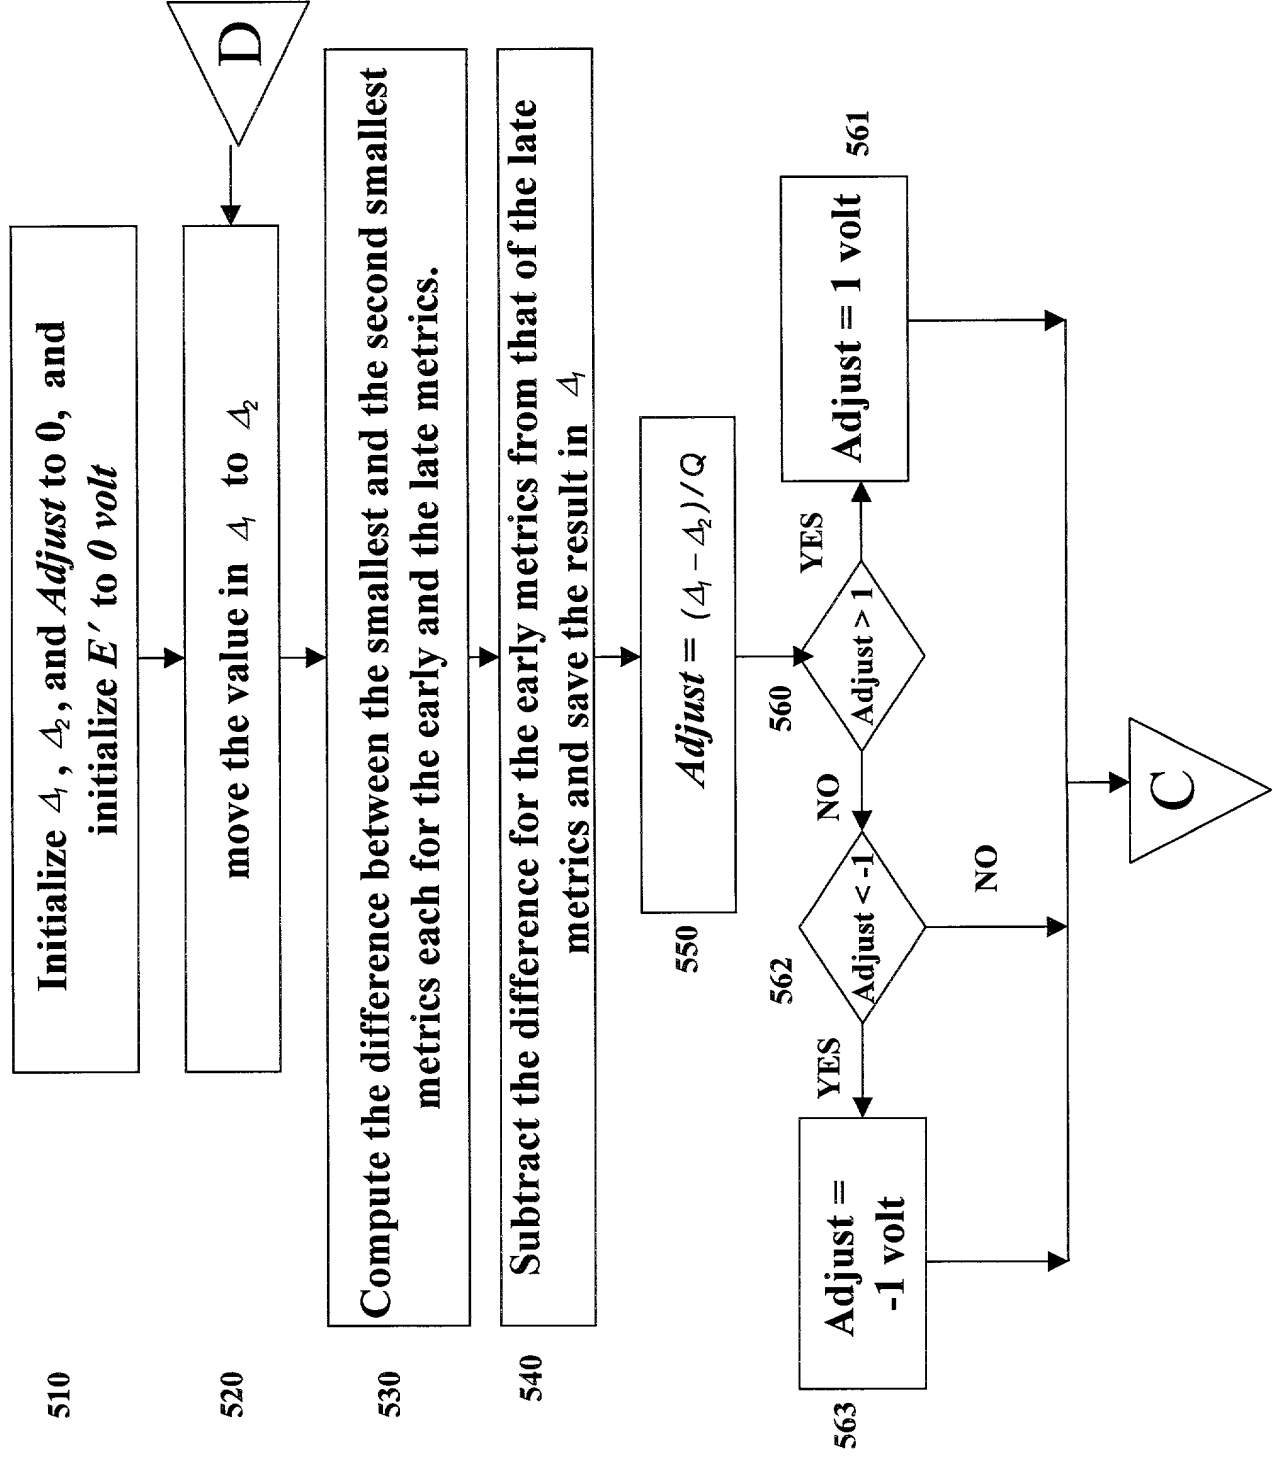 510
Initialize Δ₁, Δ₂, and Adjust to 0, and
initialize E′ to 0 volt
D
520
move the value in Δ₁ to Δ₂
530
Compute the difference between the smallest and the second smallest
metrics each for the early and the late metrics.
540
Subtract the difference for the early metrics from that of the late
metrics and save the result in Δ₁
550
Adjust = (Δ₁ − Δ₂)/Q
560
Adjust > 1
YES
561
Adjust = 1 volt
NO
562
Adjust < -1
YES
NO
563
Adjust =
-1 volt
C